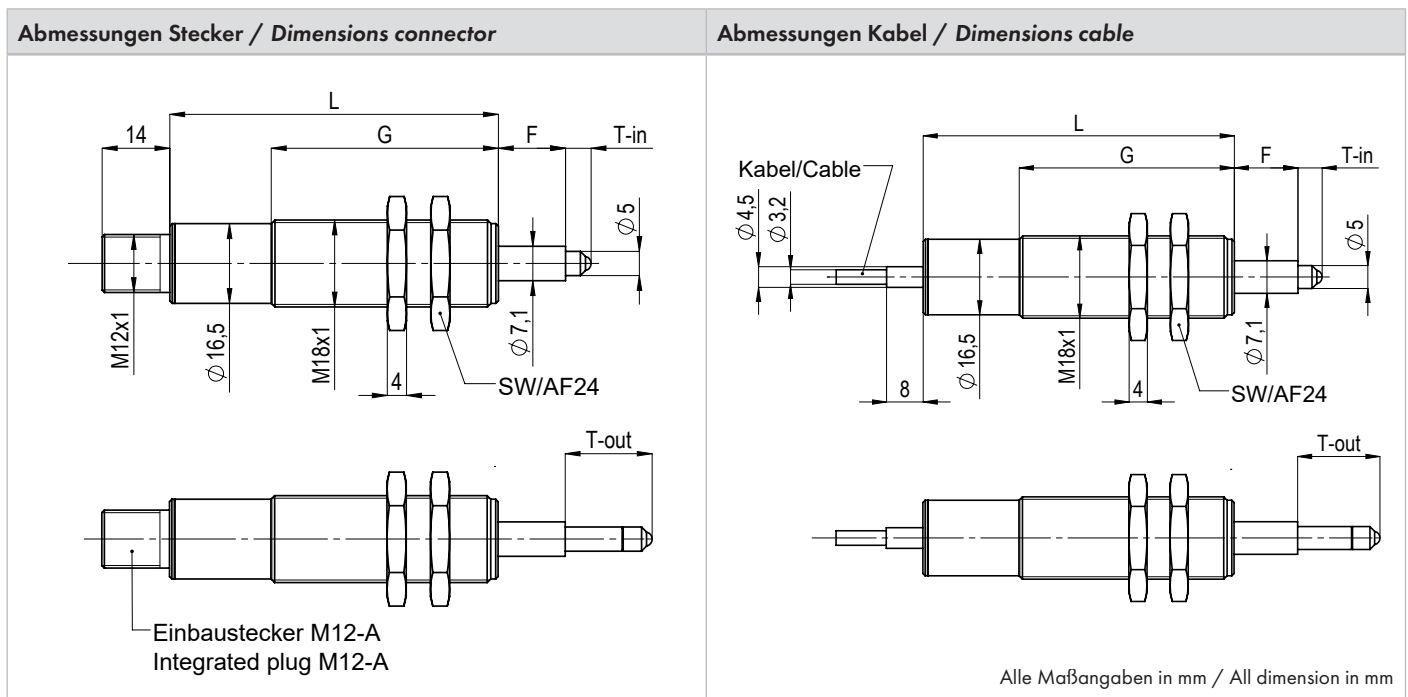 Abmessungen Stecker / Dimensions connector
L
14
G
F
T-in
M12x1
∅16,5
M18x1
4
∅7,1
∅5
SW/AF24
T-out
Einbaustecker M12-A
Integrated plug M12-A
Abmessungen Kabel / Dimensions cable
L
G
F
T-in
Kabel/Cable
∅4,5
∅3,2
8
∅16,5
M18x1
4
∅7,1
∅5
SW/AF24
T-out
Alle Maßangaben in mm / All dimension in mm